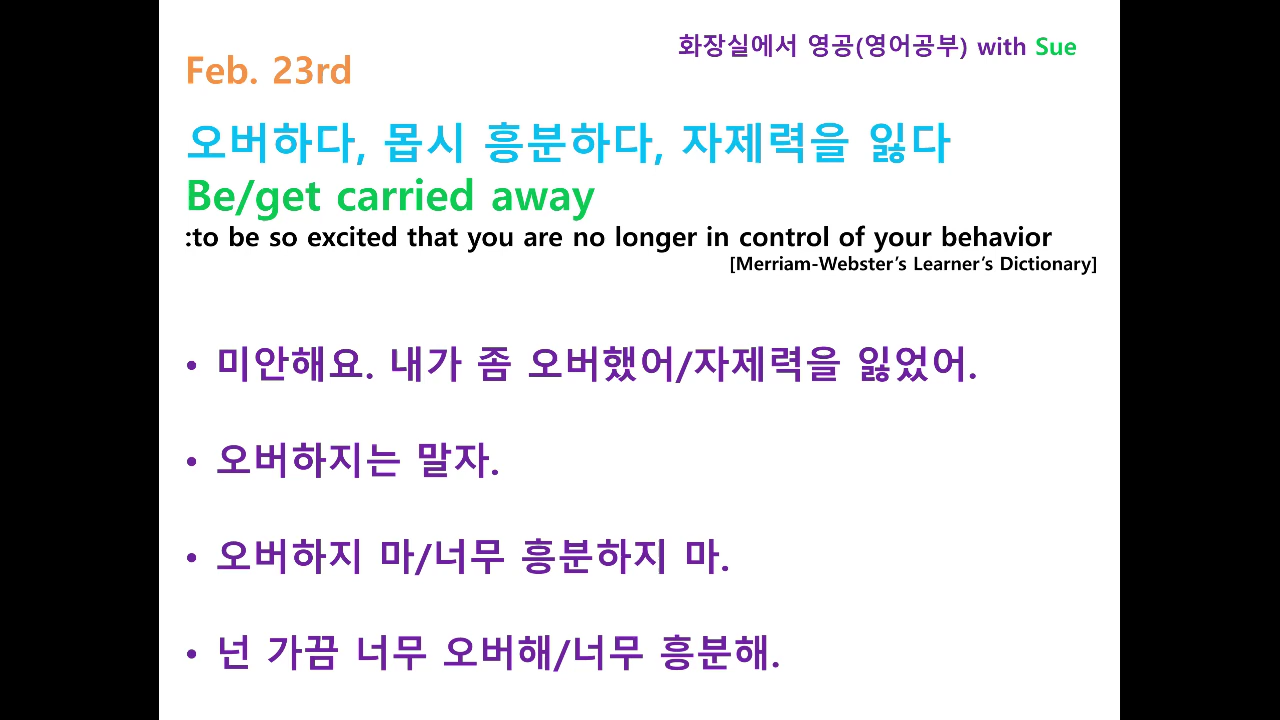 화장실에서 영공(영어공부) with Sue
Feb. 23rd
오버하다, 몹시 흥분하다, 자제력을 잃다
Be/get carried away
:to be so excited that you are no longer in control of your behavior
[Merriam-Webster’s Learner’s Dictionary]
• 미안해요. 내가 좀 오버했어/자제력을 잃었어.
• 오버하지는 말자.
• 오버하지 마/너무 흥분하지 마.
• 넌 가끔 너무 오버해/너무 흥분해.